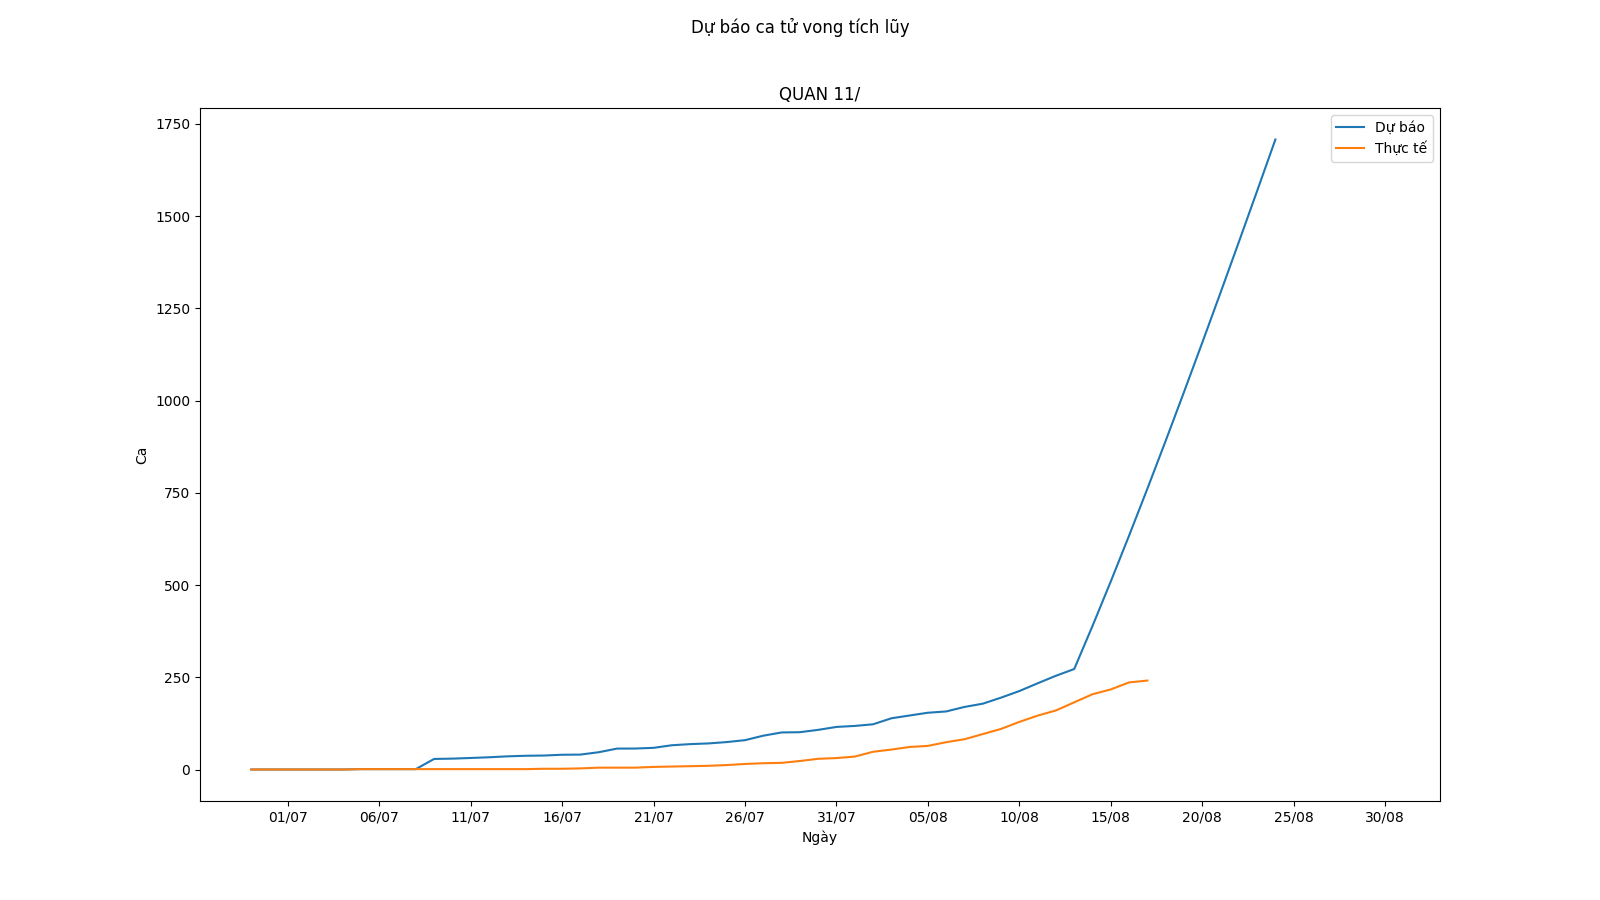 Dự báo ca tử vong tích lũy
QUAN 11/
1750
1500
1250
1000
750
500
250
0
Ca
Dự báo
Thực tế
01/07 06/07 11/07 16/07 21/07 26/07 31/07 05/08 10/08 15/08 20/08 25/08 30/08
Ngày